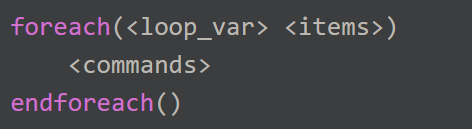 foreach(<loop_var> <items>)
    <commands>
endforeach()